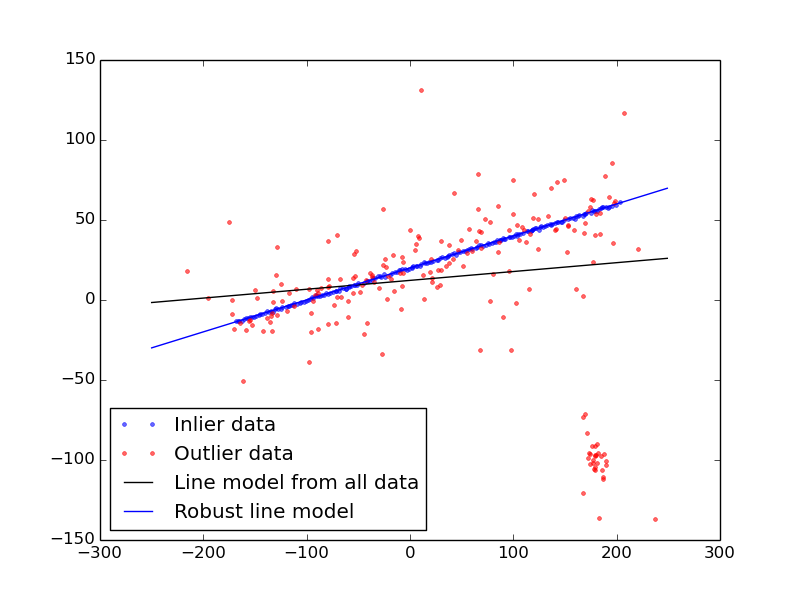 150
100
50
0
−50
−100
−150
Inlier data
Outlier data
Line model from all data
Robust line model
−300 −200 −100 0 100 200 300